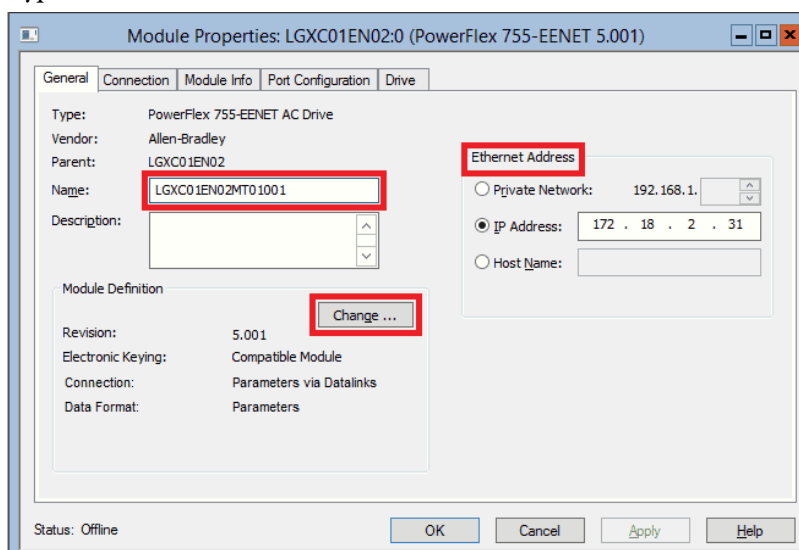 Module Properties: LGXC01EN02:0 (PowerFlex 755-EENET 5.001)
General Connection Module Info Port Configuration Drive
Type: PowerFlex 755-EENET AC Drive
Vendor: Allen-Bradley
Parent: LGXC01EN02
Name: LGXC01EN02MT01001
Description:
Module Definition
Change ...
Revision: 5.001
Electronic Keying: Compatible Module
Connection: Parameters via Datalinks
Data Format: Parameters
Ethernet Address
Private Network: 192.168.1.
IP Address: 172 . 18 . 2 . 31
Host Name:
Status: Offline
OK Cancel Apply Help